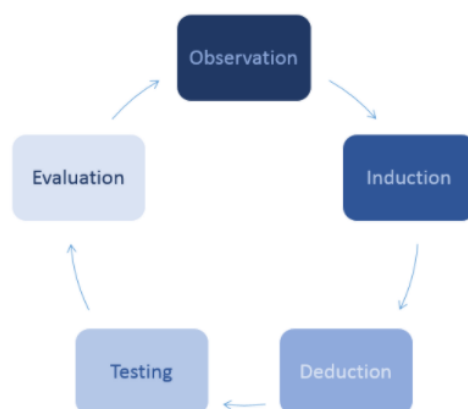 Observation
Induction
Deduction
Testing
Evaluation